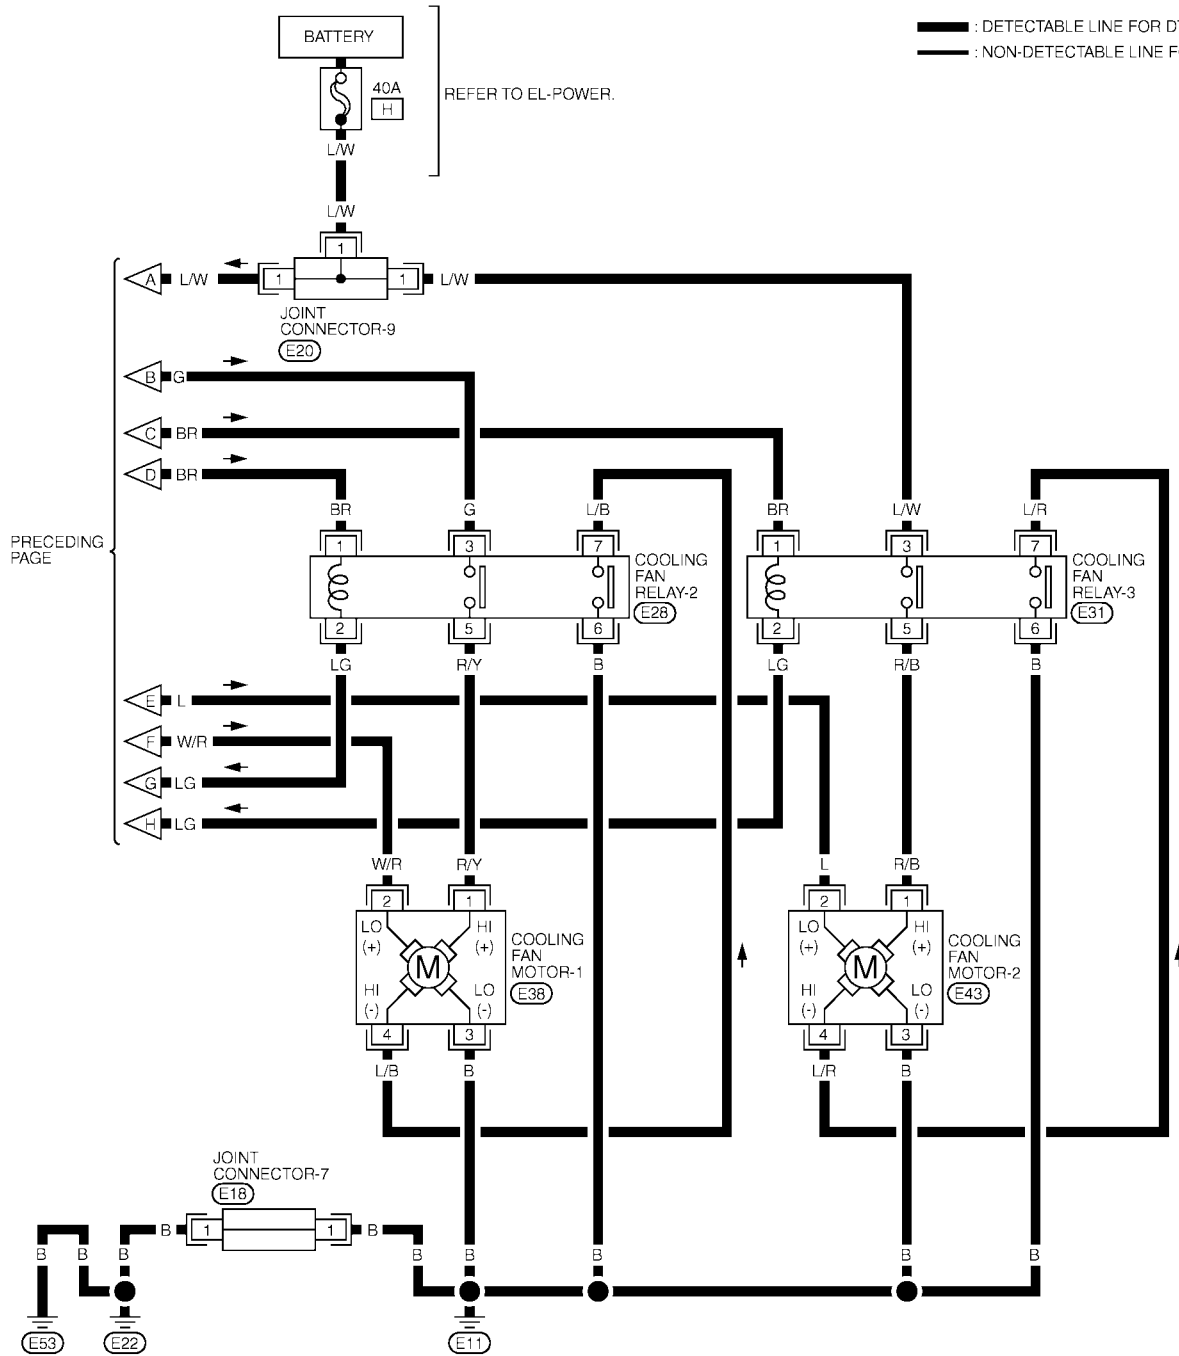 BATTERY
: DETECTABLE LINE FOR
: NON-DETECTABLE LINE
40A
H
REFER TO EL-POWER.
L/W
L/W
1
A L/W 1 1 L/W
JOINT
CONNECTOR-9
E20
B G
C BR
D BR
BR G L/B BR L/W L/R
PRECEDING
PAGE
1 3 7 1 3 7
COOLING
FAN
RELAY-2
E28
COOLING
FAN
RELAY-3
E31
2 5 6 2 5 6
LG R/Y B LG R/B B
E L
F W/R
G LG
H LG
W/R R/Y L R/B
2 1 2 1
LO HI LO HI
(+) (+) (+) (+)
M M
COOLING
FAN
MOTOR-1
E38
COOLING
FAN
MOTOR-2
E43
HI LO HI LO
(-) (-) (-) (-)
4 3 4 3
L/B B L/R B
JOINT
CONNECTOR-7
E18
B 1 1 B
B B B B B B B B
E53 E22 E11